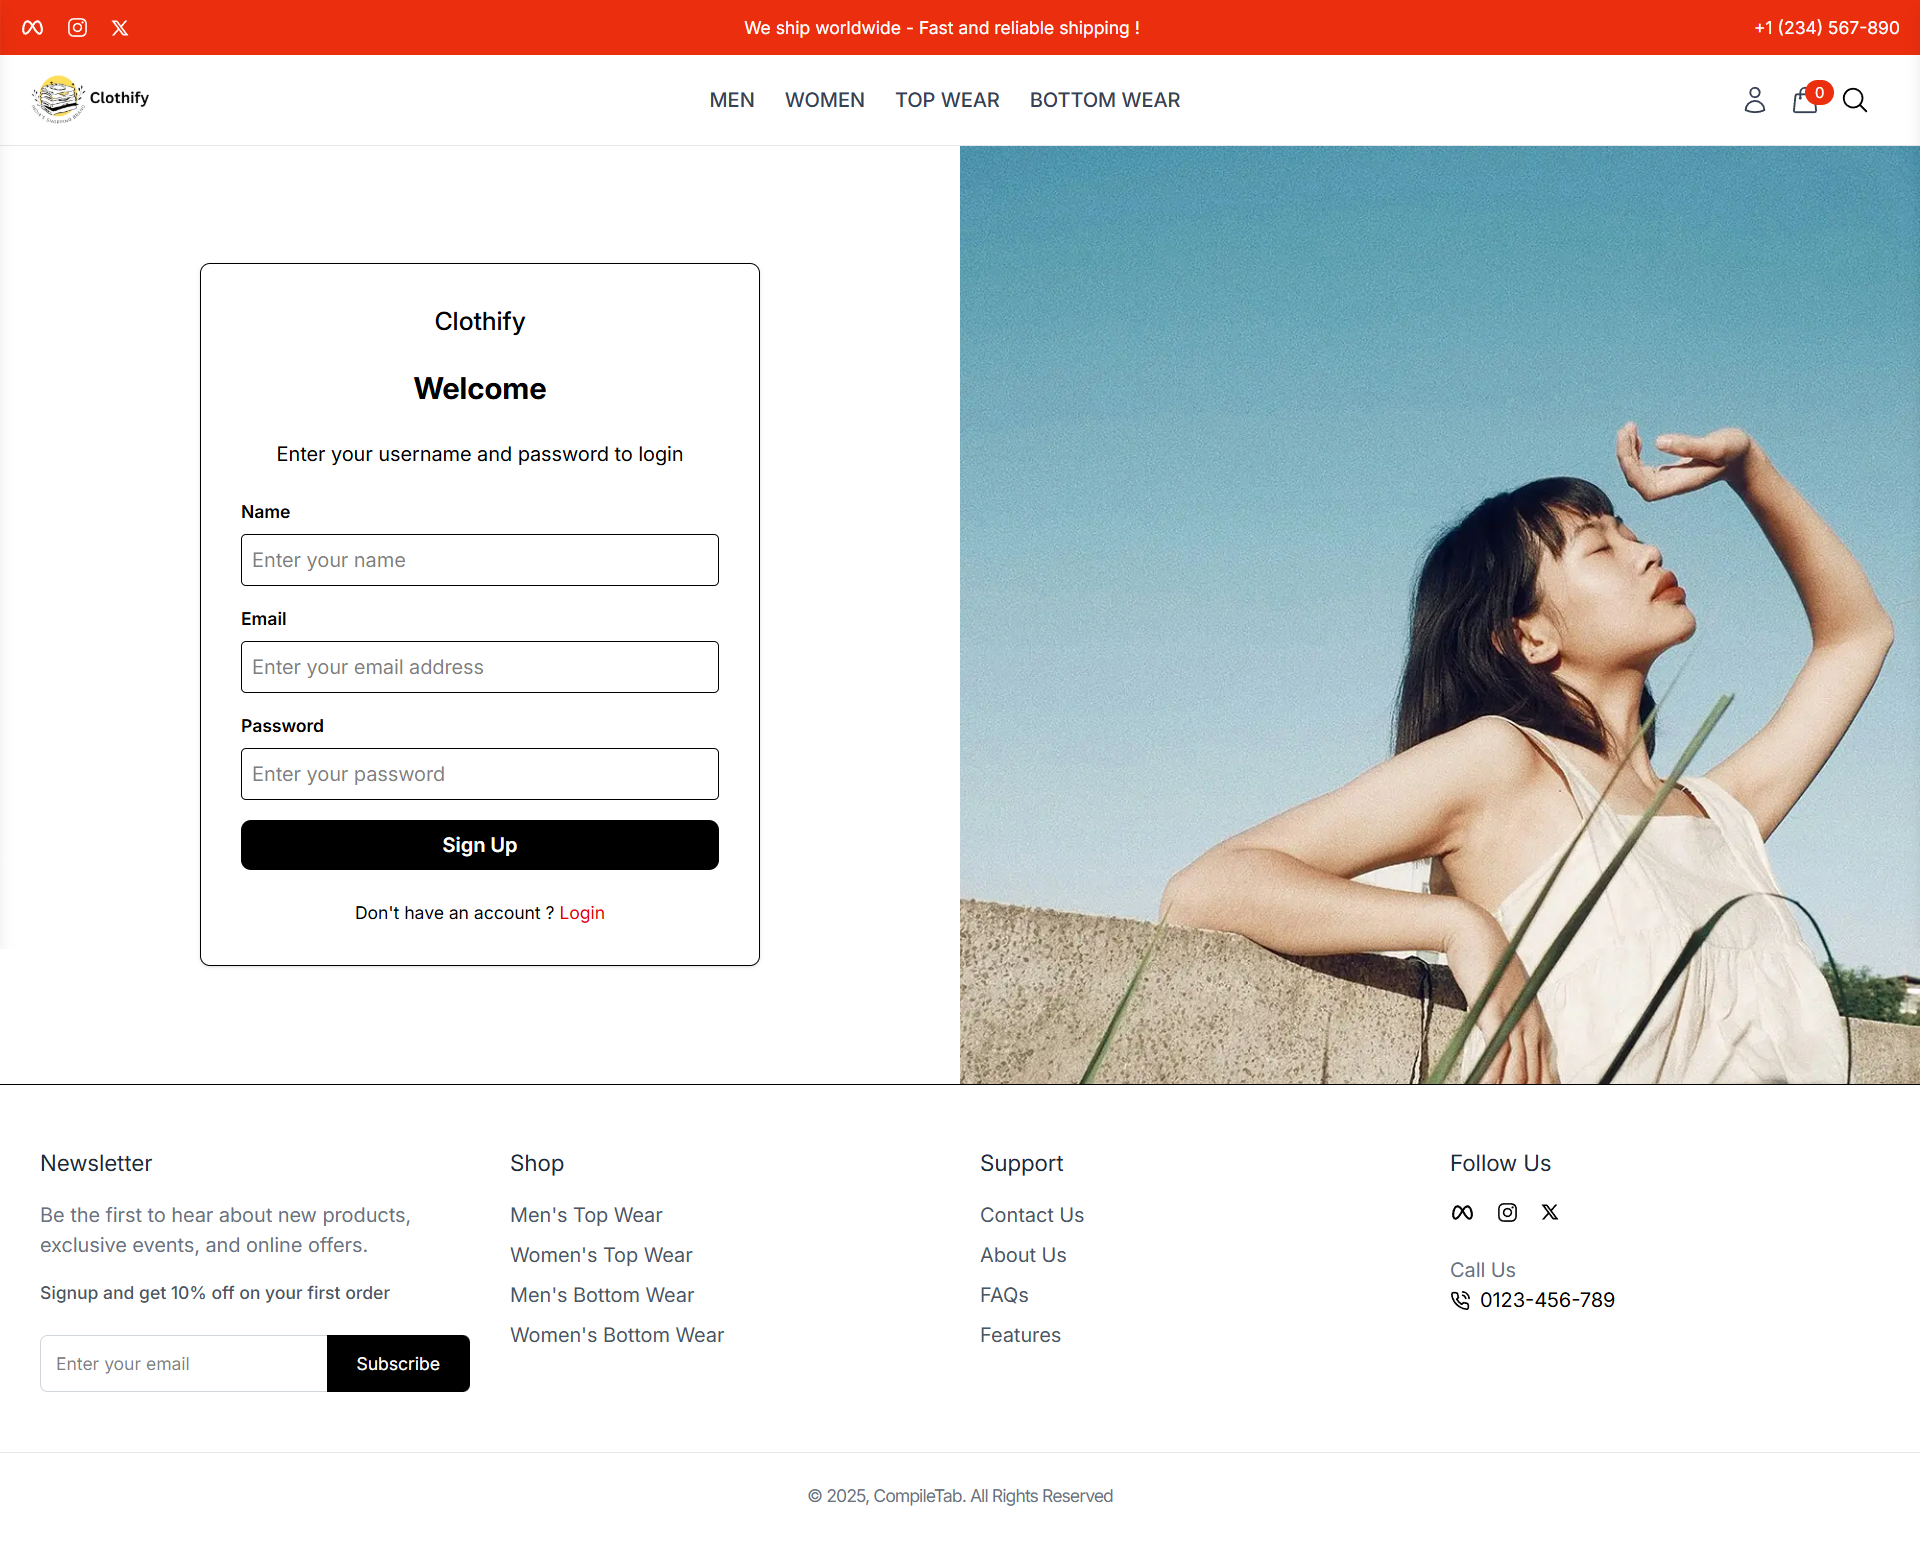 We ship worldwide - Fast and reliable shipping !
+1 (234) 567-890
Clothify
MEN
WOMEN
TOP WEAR
BOTTOM WEAR
0
Clothify
Welcome
Enter your username and password to login
Name
Enter your name
Email
Enter your email address
Password
Enter your password
Sign Up
Don't have an account ? Login
Newsletter
Be the first to hear about new products,
exclusive events, and online offers.
Signup and get 10% off on your first order
Enter your email
Subscribe
Shop
Men's Top Wear
Women's Top Wear
Men's Bottom Wear
Women's Bottom Wear
Support
Contact Us
About Us
FAQs
Features
Follow Us
Call Us
0123-456-789
© 2025, CompileTab. All Rights Reserved